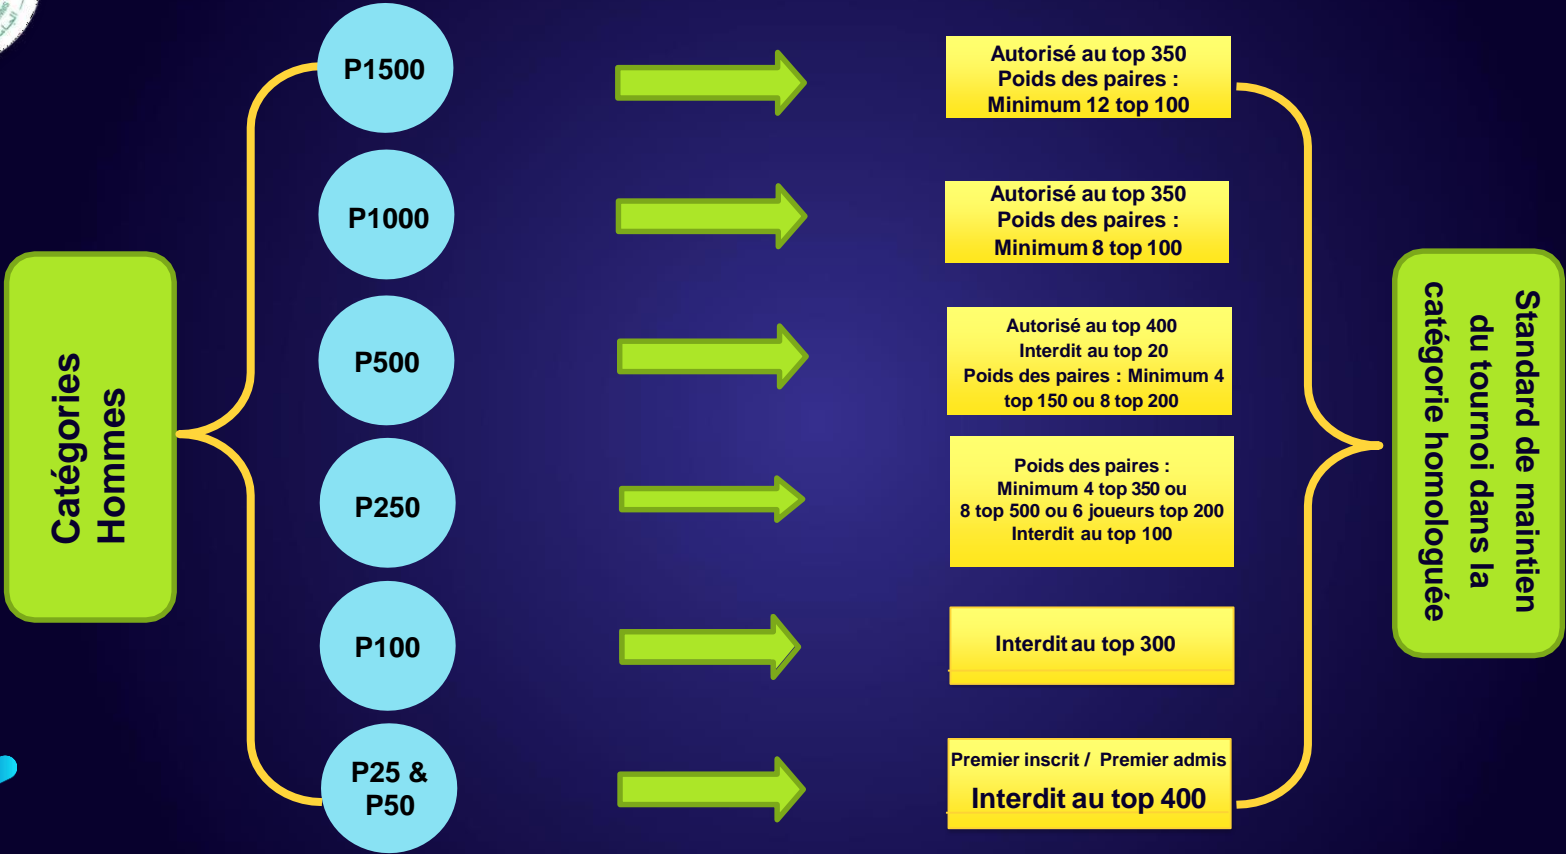 Catégories
Hommes
P1500
Autorisé au top 350
Poids des paires :
Minimum 12 top 100
P1000
Autorisé au top 350
Poids des paires :
Minimum 8 top 100
P500
Autorisé au top 400
Interdit au top 20
Poids des paires : Minimum 4
top 150 ou 8 top 200
P250
Poids des paires :
Minimum 4 top 350 ou
8 top 500 ou 6 joueurs top 200
Interdit au top 100
P100
Interdit au top 300
P25 &
P50
Premier inscrit / Premier admis
Interdit au top 400
Standard de maintien
du tournoi dans la
catégorie homologuée